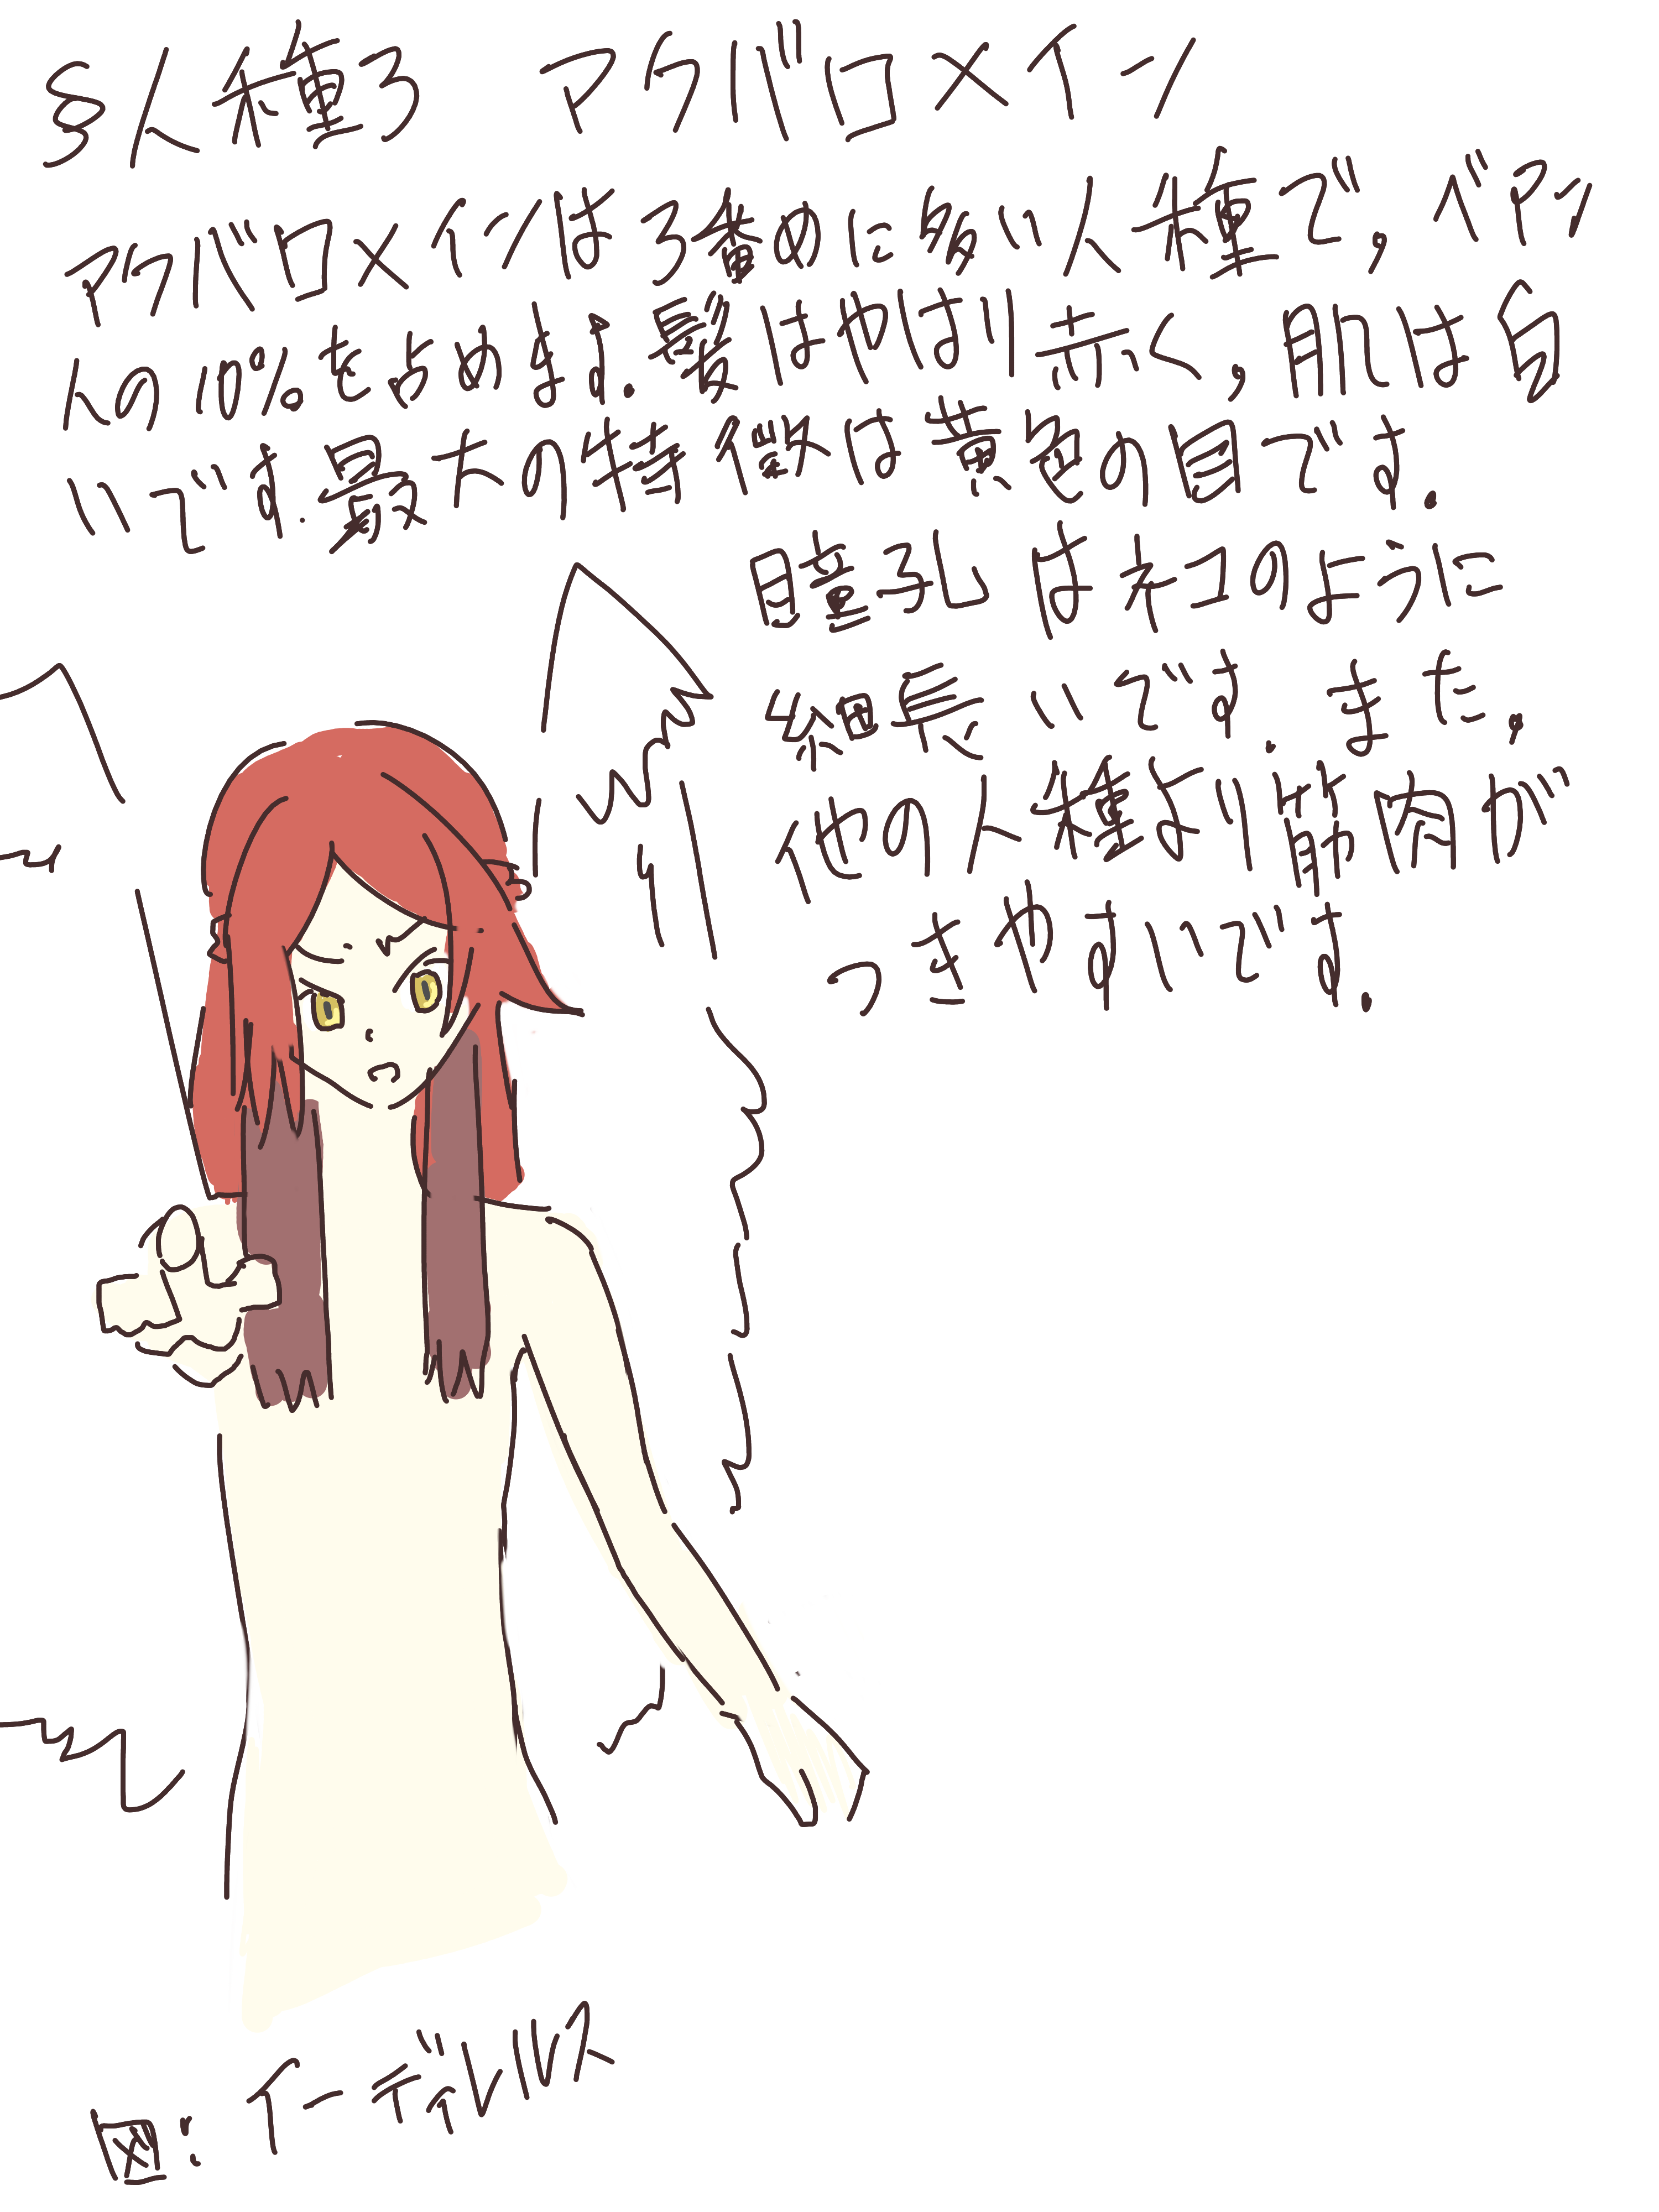 §人種3 アクバロメイン
アクバロメインは3番めに多い人種で,ベアン
人の10%をしめます.髪はやはり赤く,肌は白
いです.最大の特徴は黄色の目です.
瞳孔はネコのように
細長いです.また,
他の人種より筋肉が
つきやすいです.
図:イーディレルス